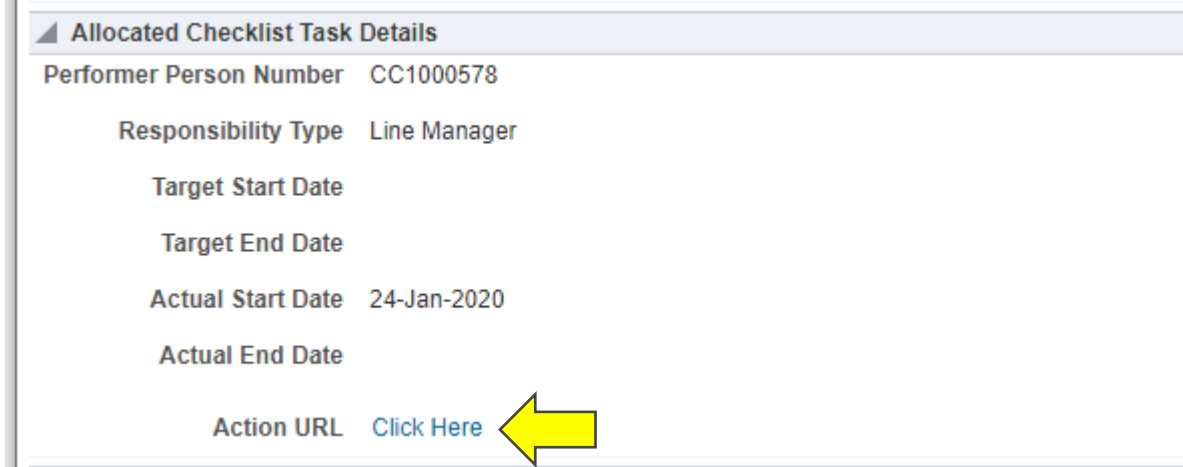 Allocated Checklist Task Details
Performer Person Number CC1000578
Responsibility Type Line Manager
Target Start Date
Target End Date
Actual Start Date 24-Jan-2020
Actual End Date
Action URL Click Here